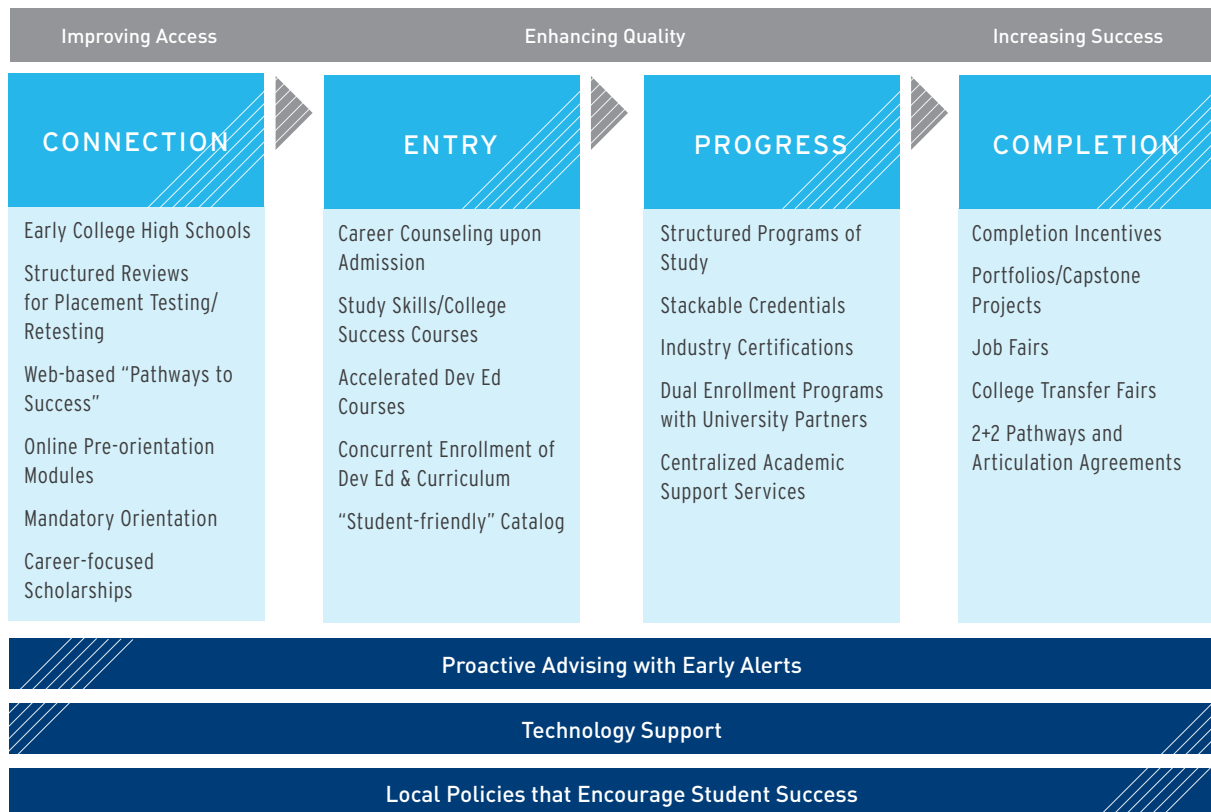 Improving Access
Enhancing Quality
Increasing Success
CONNECTION
Early College High Schools
Structured Reviews
for Placement Testing/
Retesting
Web-based “Pathways to
Success”
Online Pre-orientation
Modules
Mandatory Orientation
Career-focused
Scholarships
ENTRY
Career Counseling upon
Admission
Study Skills/College
Success Courses
Accelerated Dev Ed
Courses
Concurrent Enrollment of
Dev Ed & Curriculum
“Student-friendly” Catalog
PROGRESS
Structured Programs of
Study
Stackable Credentials
Industry Certifications
Dual Enrollment Programs
with University Partners
Centralized Academic
Support Services
COMPLETION
Completion Incentives
Portfolios/Capstone
Projects
Job Fairs
College Transfer Fairs
2+2 Pathways and
Articulation Agreements
Proactive Advising with Early Alerts
Technology Support
Local Policies that Encourage Student Success